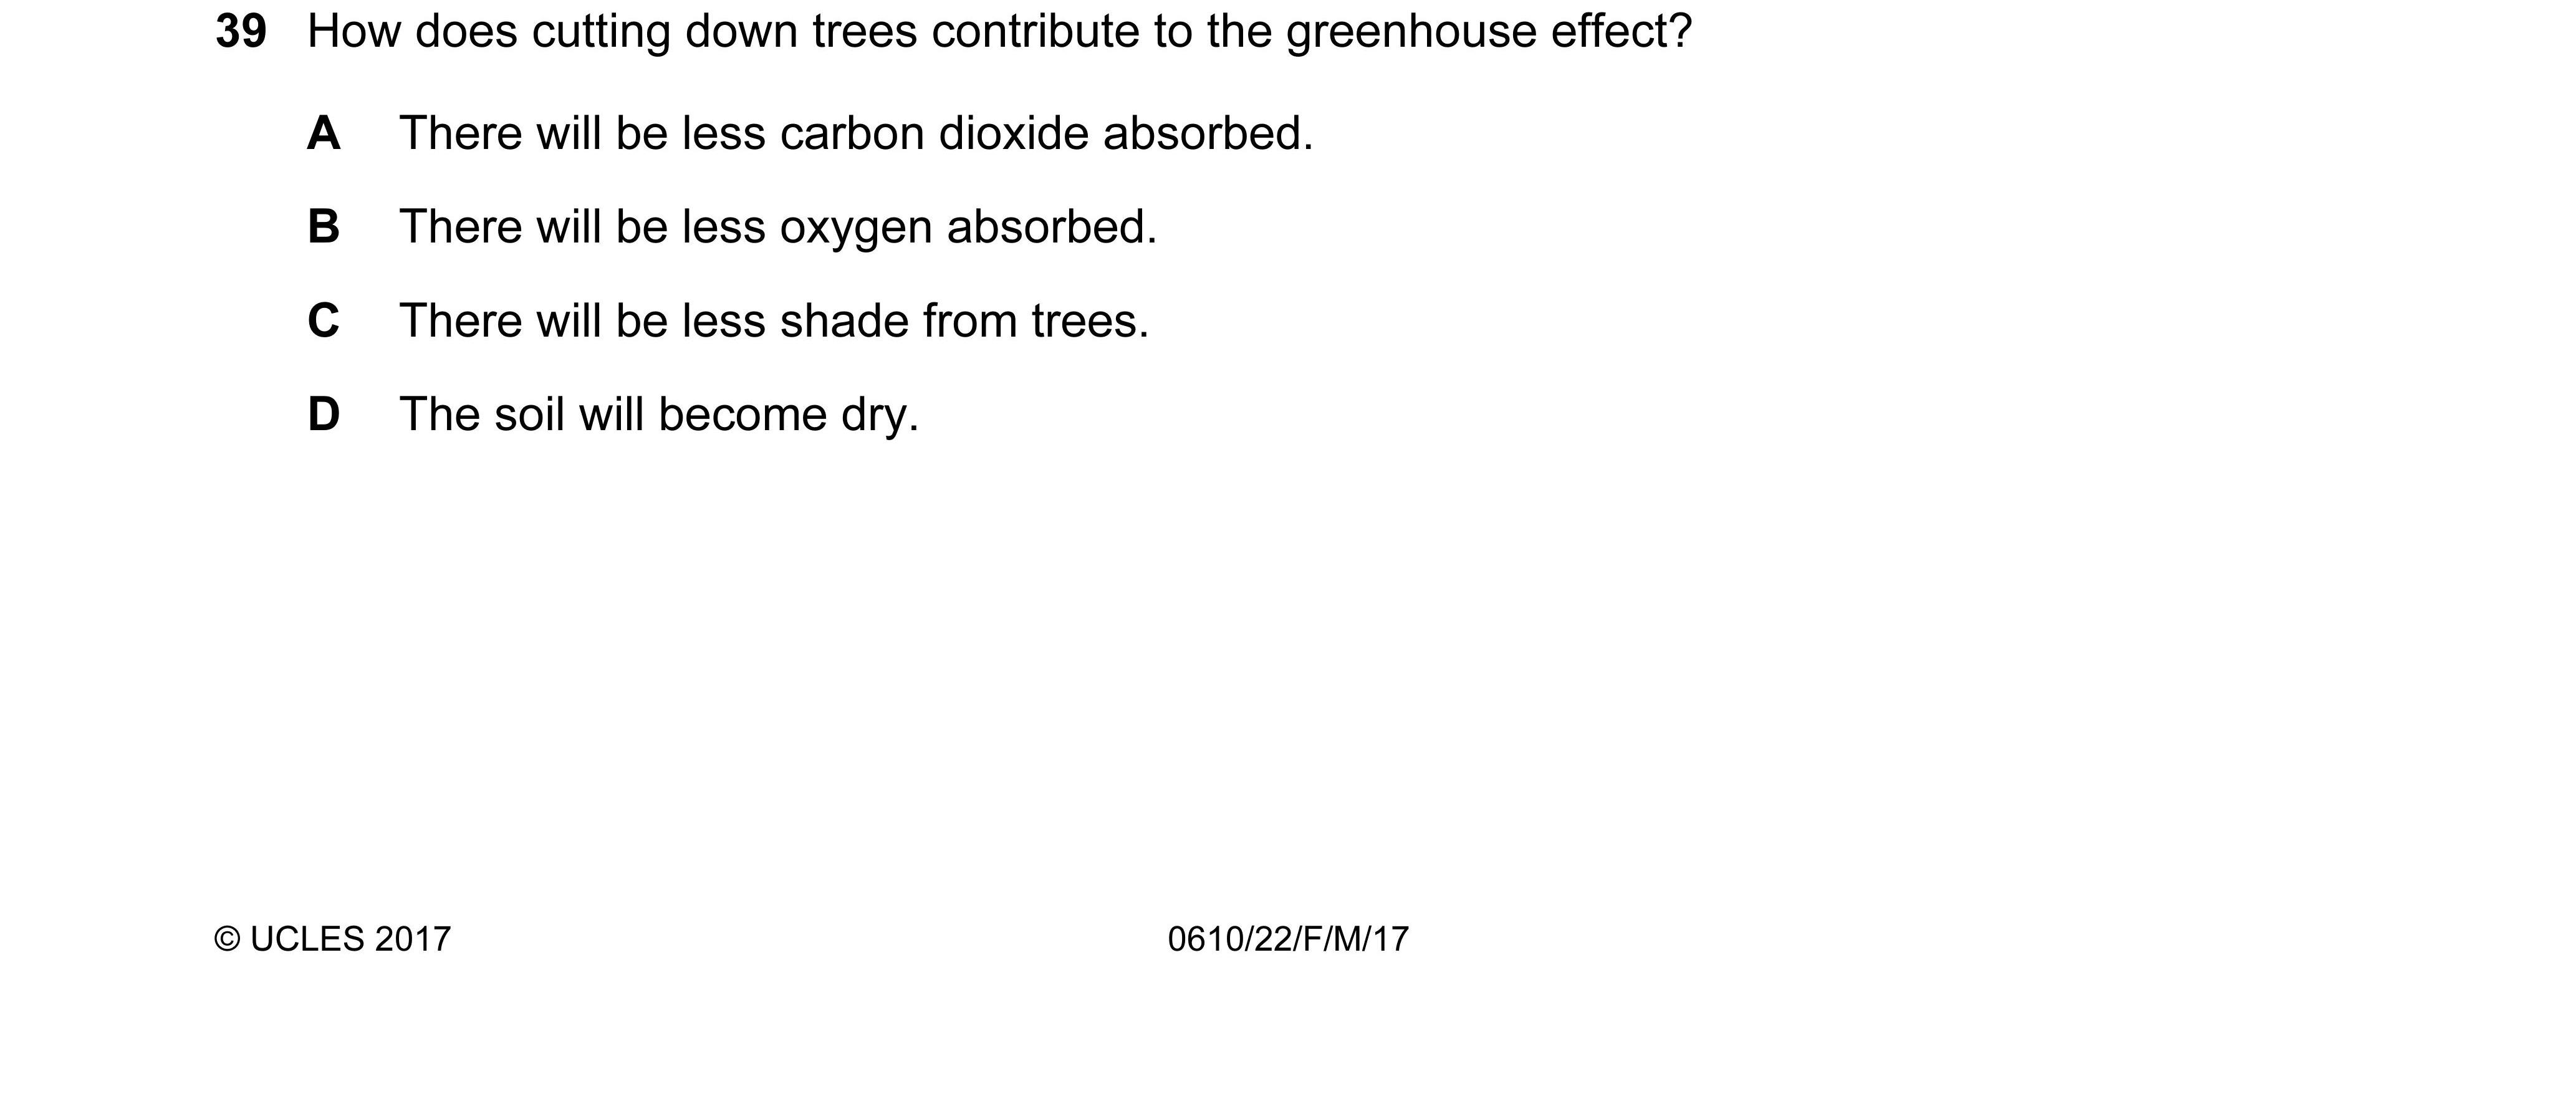 39 How does cutting down trees contribute to the greenhouse effect?
A There will be less carbon dioxide absorbed.
B There will be less oxygen absorbed.
C There will be less shade from trees.
D The soil will become dry.
© UCLES 2017 0610/22/F/M/17